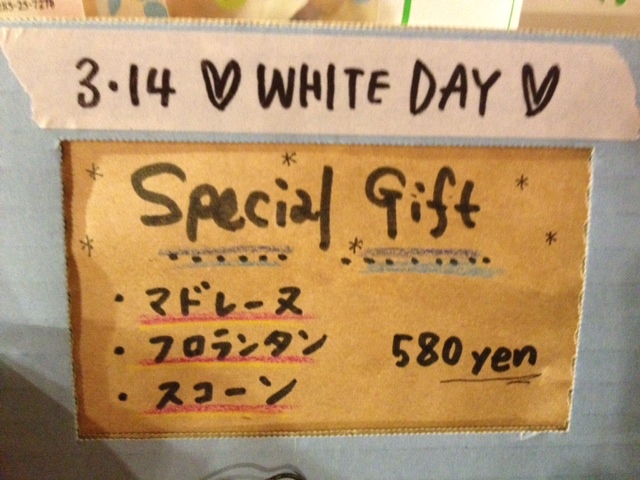 3・14 ♡ WHITE DAY ♡
Special Gift
・マドレーヌ
・フロランタン
・スコーン
580 yen